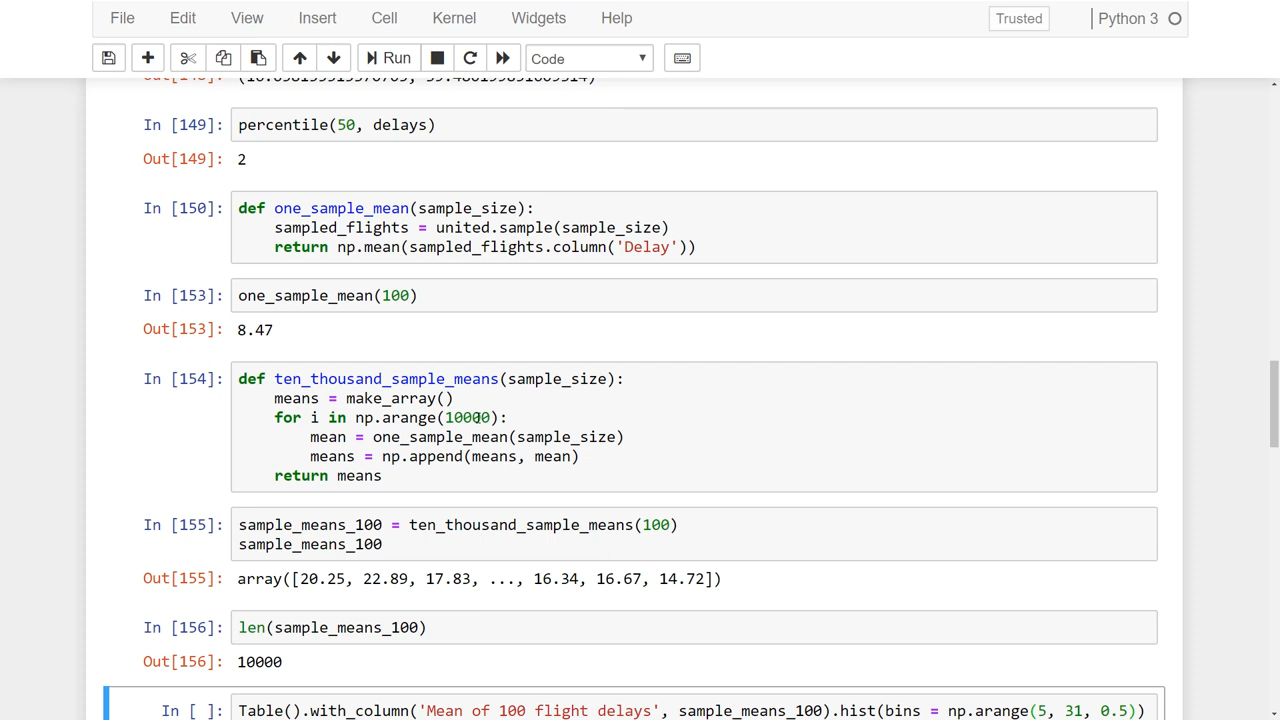 File Edit View Insert Cell Kernel Widgets Help Trusted Python 3
Run Code
In [149]: percentile(50, delays)
Out[149]: 2
In [150]: def one_sample_mean(sample_size):
sampled_flights = united.sample(sample_size)
return np.mean(sampled_flights.column('Delay'))
In [153]: one_sample_mean(100)
Out[153]: 8.47
In [154]: def ten_thousand_sample_means(sample_size):
means = make_array()
for i in np.arange(10000):
mean = one_sample_mean(sample_size)
means = np.append(means, mean)
return means
In [155]: sample_means_100 = ten_thousand_sample_means(100)
sample_means_100
Out[155]: array([20.25, 22.89, 17.83, ..., 16.34, 16.67, 14.72])
In [156]: len(sample_means_100)
Out[156]: 10000
In [ ]: Table().with_column('Mean of 100 flight delays', sample_means_100).hist(bins = np.arange(5, 31, 0.5))